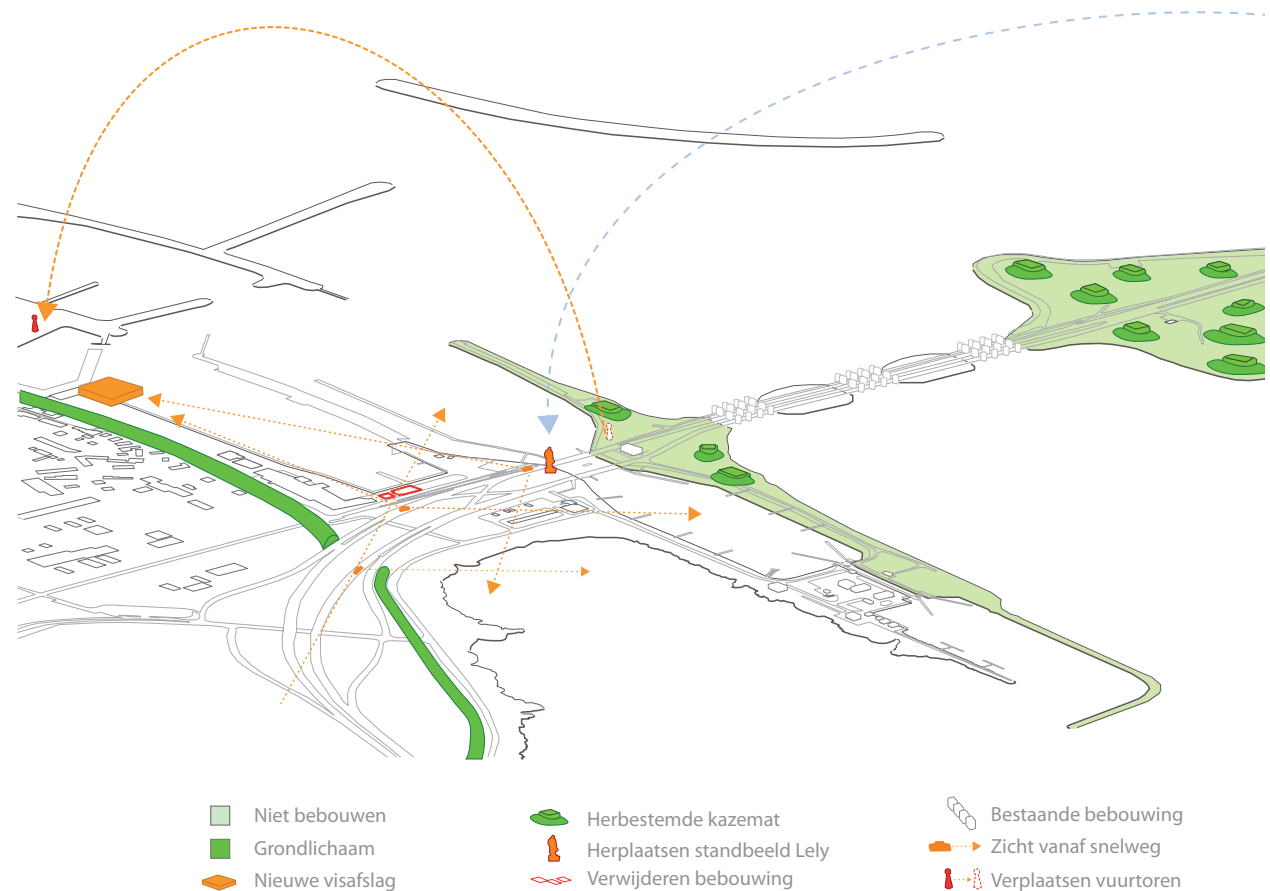 Niet bebouwen
Grondlichaam
Nieuwe visafslag
Herbestemde kazemat
Herplaatsen standbeeld Lely
Verwijderen bebouwing
Bestaande bebouwing
Zicht vanaf snelweg
Verplaatsen vuurtoren